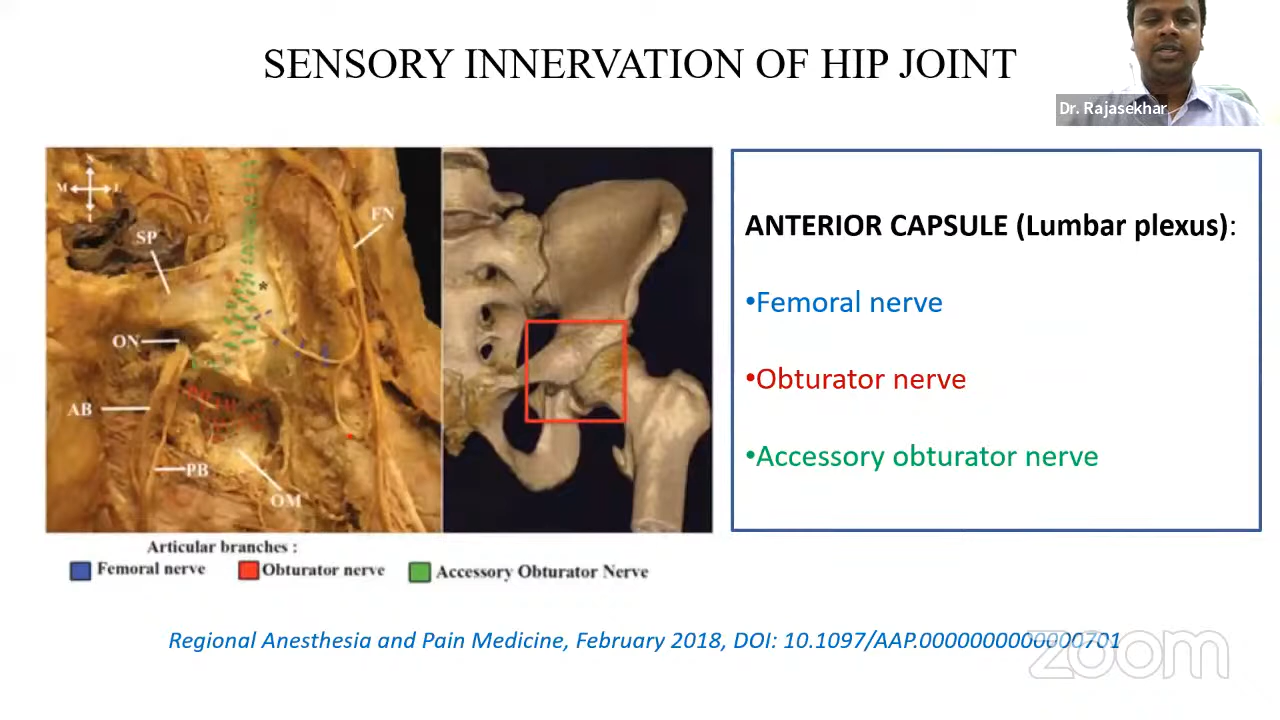 SENSORY INNERVATION OF HIP JOINT
Dr. Rajasekhar
S
M
L
I
SP
FN
ON
AB
PB
OM
*
ANTERIOR CAPSULE (Lumbar plexus):
•Femoral nerve
•Obturator nerve
•Accessory obturator nerve
Articular branches :
Femoral nerve Obturator nerve Accessory Obturator Nerve
Regional Anesthesia and Pain Medicine, February 2018, DOI: 10.1097/AAP.0000000000000701
zoom